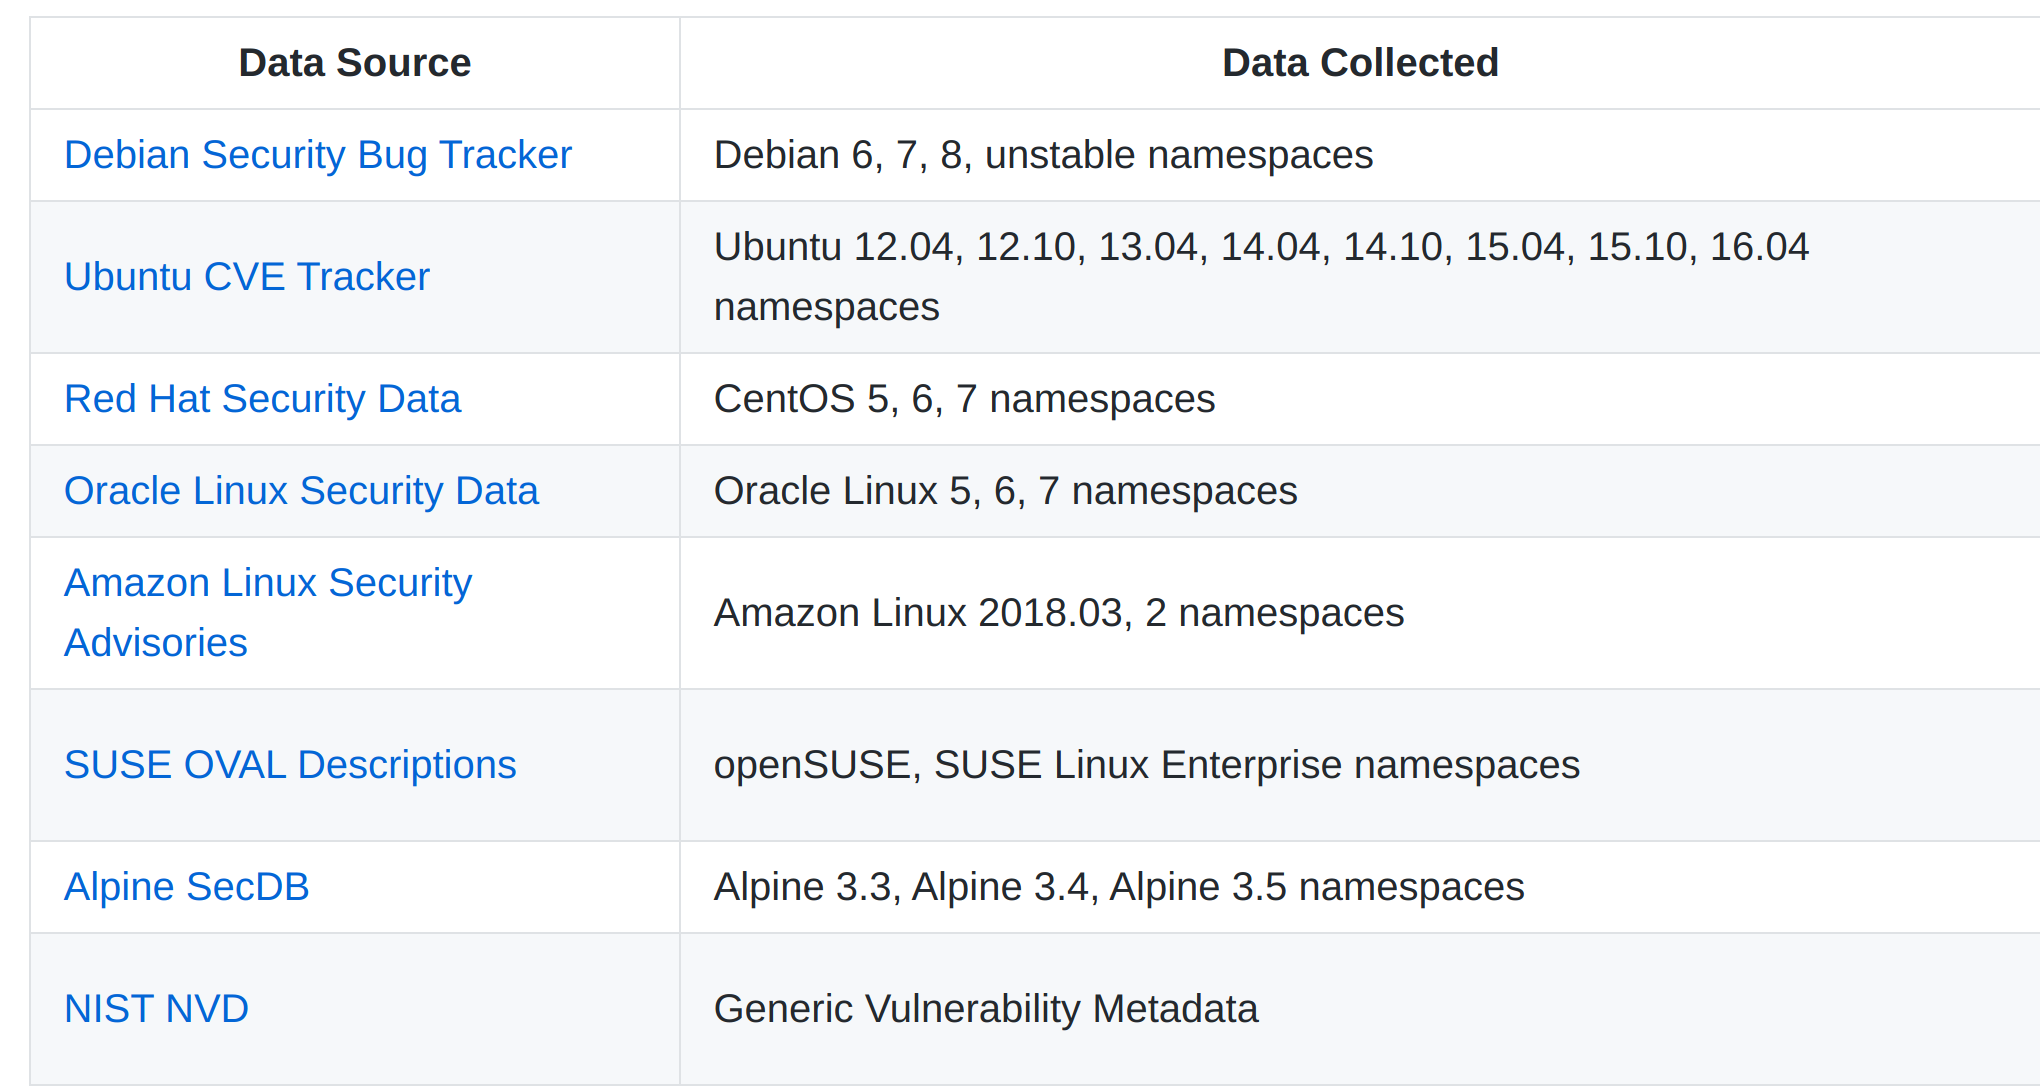 Data Source
Data Collected
Debian Security Bug Tracker
Debian 6, 7, 8, unstable namespaces
Ubuntu CVE Tracker
Ubuntu 12.04, 12.10, 13.04, 14.04, 14.10, 15.04, 15.10, 16.04
namespaces
Red Hat Security Data
CentOS 5, 6, 7 namespaces
Oracle Linux Security Data
Oracle Linux 5, 6, 7 namespaces
Amazon Linux Security
Advisories
Amazon Linux 2018.03, 2 namespaces
SUSE OVAL Descriptions
openSUSE, SUSE Linux Enterprise namespaces
Alpine SecDB
Alpine 3.3, Alpine 3.4, Alpine 3.5 namespaces
NIST NVD
Generic Vulnerability Metadata